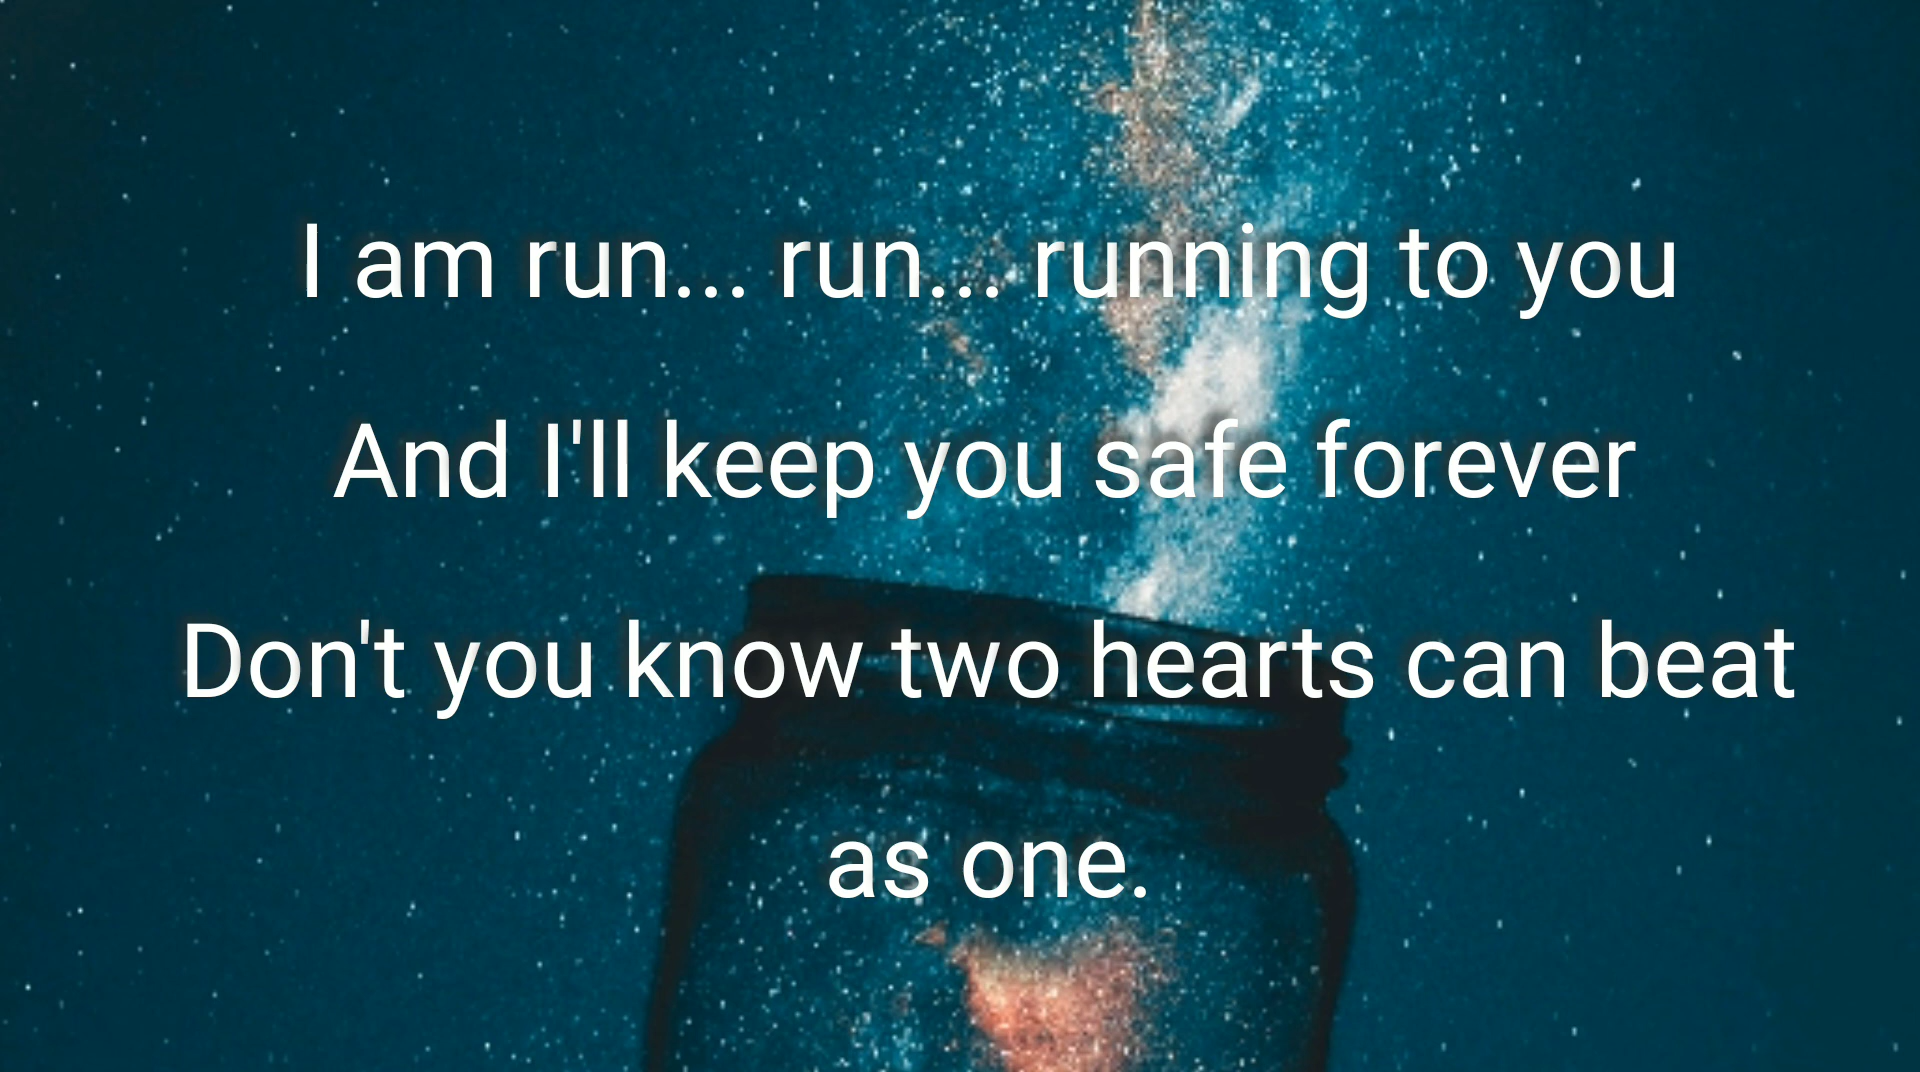 I am run... run... running to you
And I'll keep you safe forever
Don't you know two hearts can beat
as one.